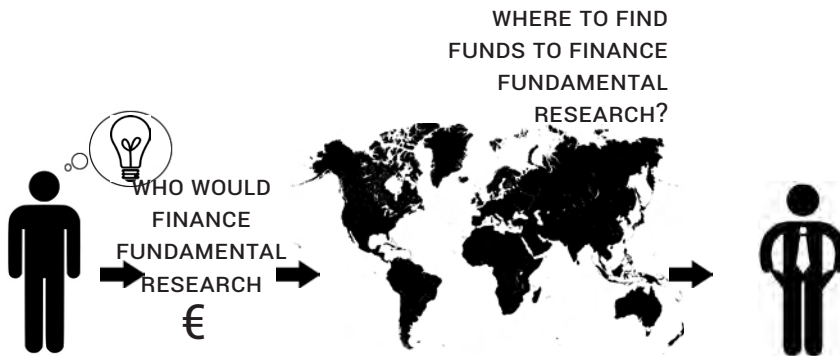 WHERE TO FIND
FUNDS TO FINANCE
FUNDAMENTAL
RESEARCH?
WHO WOULD
FINANCE
FUNDAMENTAL
RESEARCH
€